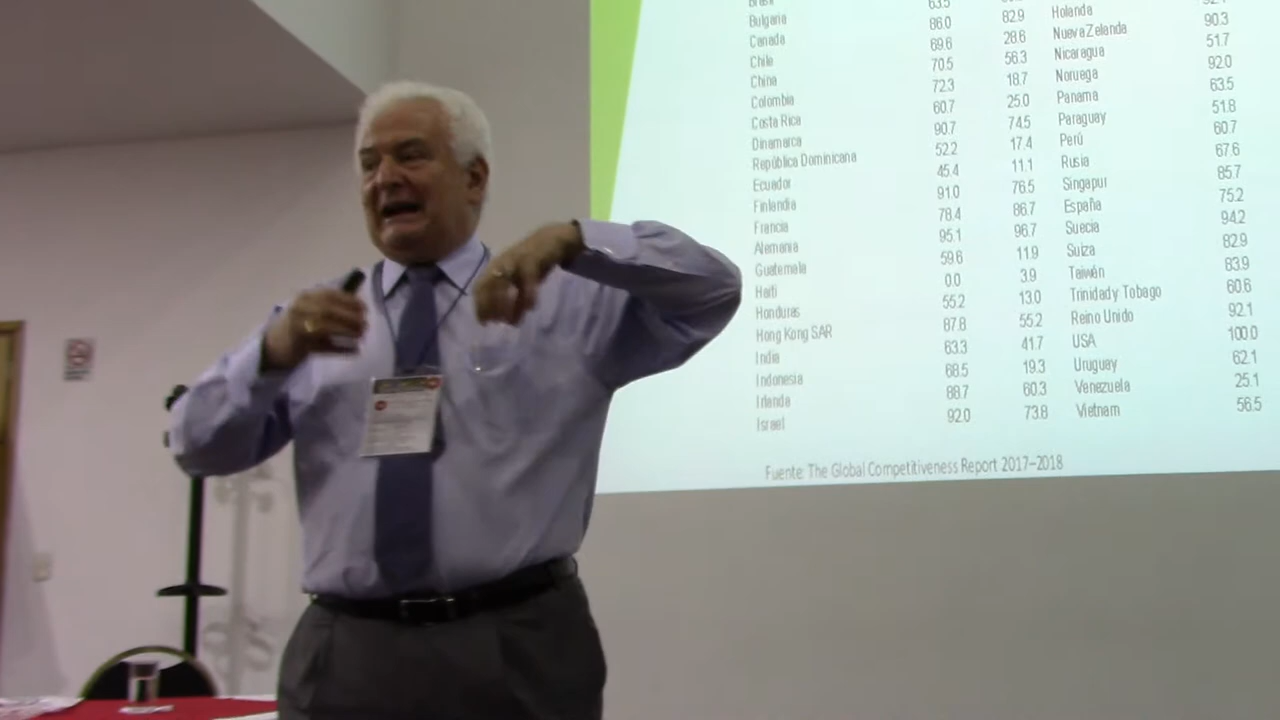 Bulgaria 63.5
Canada 86.0 82.9 Holanda
Chile 69.6 28.6 Nueva Zelanda 90.3
China 70.5 56.3 Nicaragua 51.7
Colombia 72.3 18.7 Noruega 92.0
Costa Rica 60.7 25.0 Panama 63.5
Dinamarca 90.7 74.5 Paraguay 51.8
República Dominicana 52.2 17.4 Perú 60.7
Ecuador 45.4 11.1 Rusia 67.6
Finlandia 91.0 76.5 Singapur 85.7
Francia 78.4 86.7 España 75.2
Alemania 95.1 96.7 Suecia 94.2
Guatemala 59.6 11.9 Suiza 82.9
Haití 0.0 3.9 Taiwán 83.9
Honduras 55.2 13.0 Trinidad y Tobago 60.6
Hong Kong SAR 87.8 55.2 Reino Unido 92.1
India 63.3 41.7 USA 100.0
Indonesia 68.5 19.3 Uruguay 62.1
Irlanda 88.7 60.3 Venezuela 25.1
Israel 92.0 73.8 Vietnam 56.5
Fuente: The Global Competitiveness Report 2017–2018